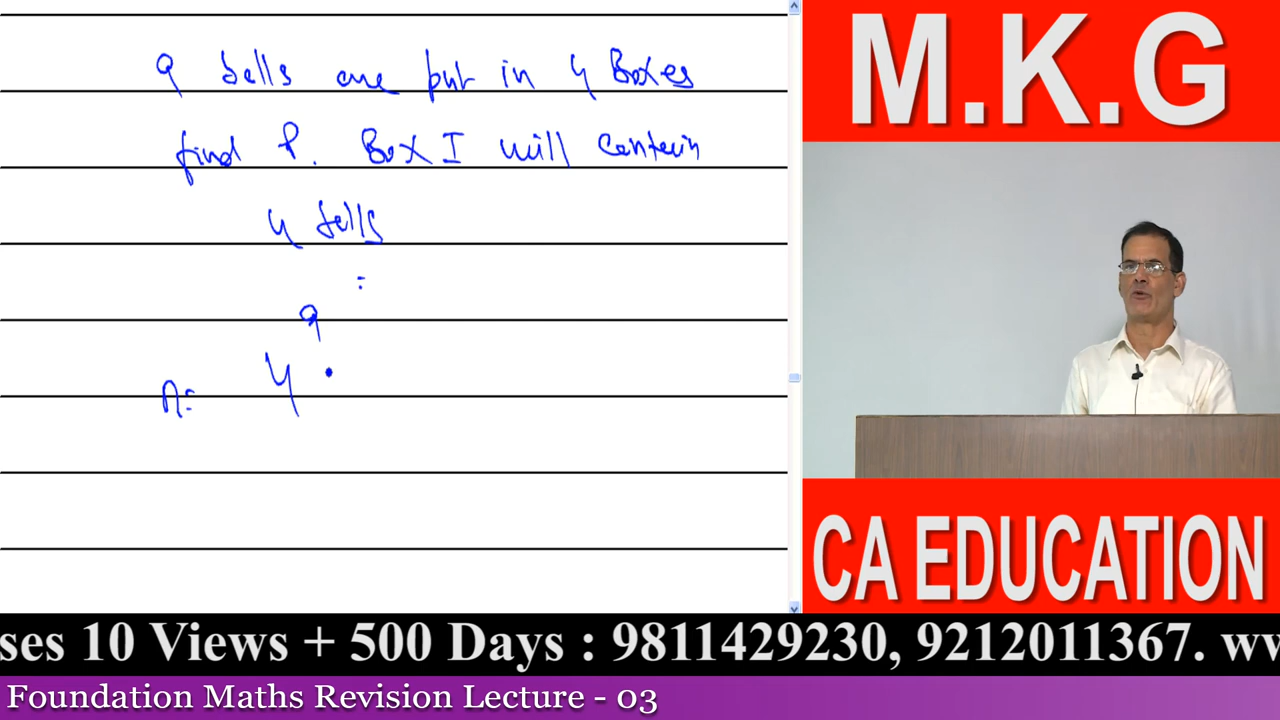 9 balls are put in 4 Boxes
find P. Box I will contain
4 balls
=
n= 4⁹
M.K.G
CA EDUCATION
ses 10 Views + 500 Days : 9811429230, 9212011367. ww
Foundation Maths Revision Lecture - 03